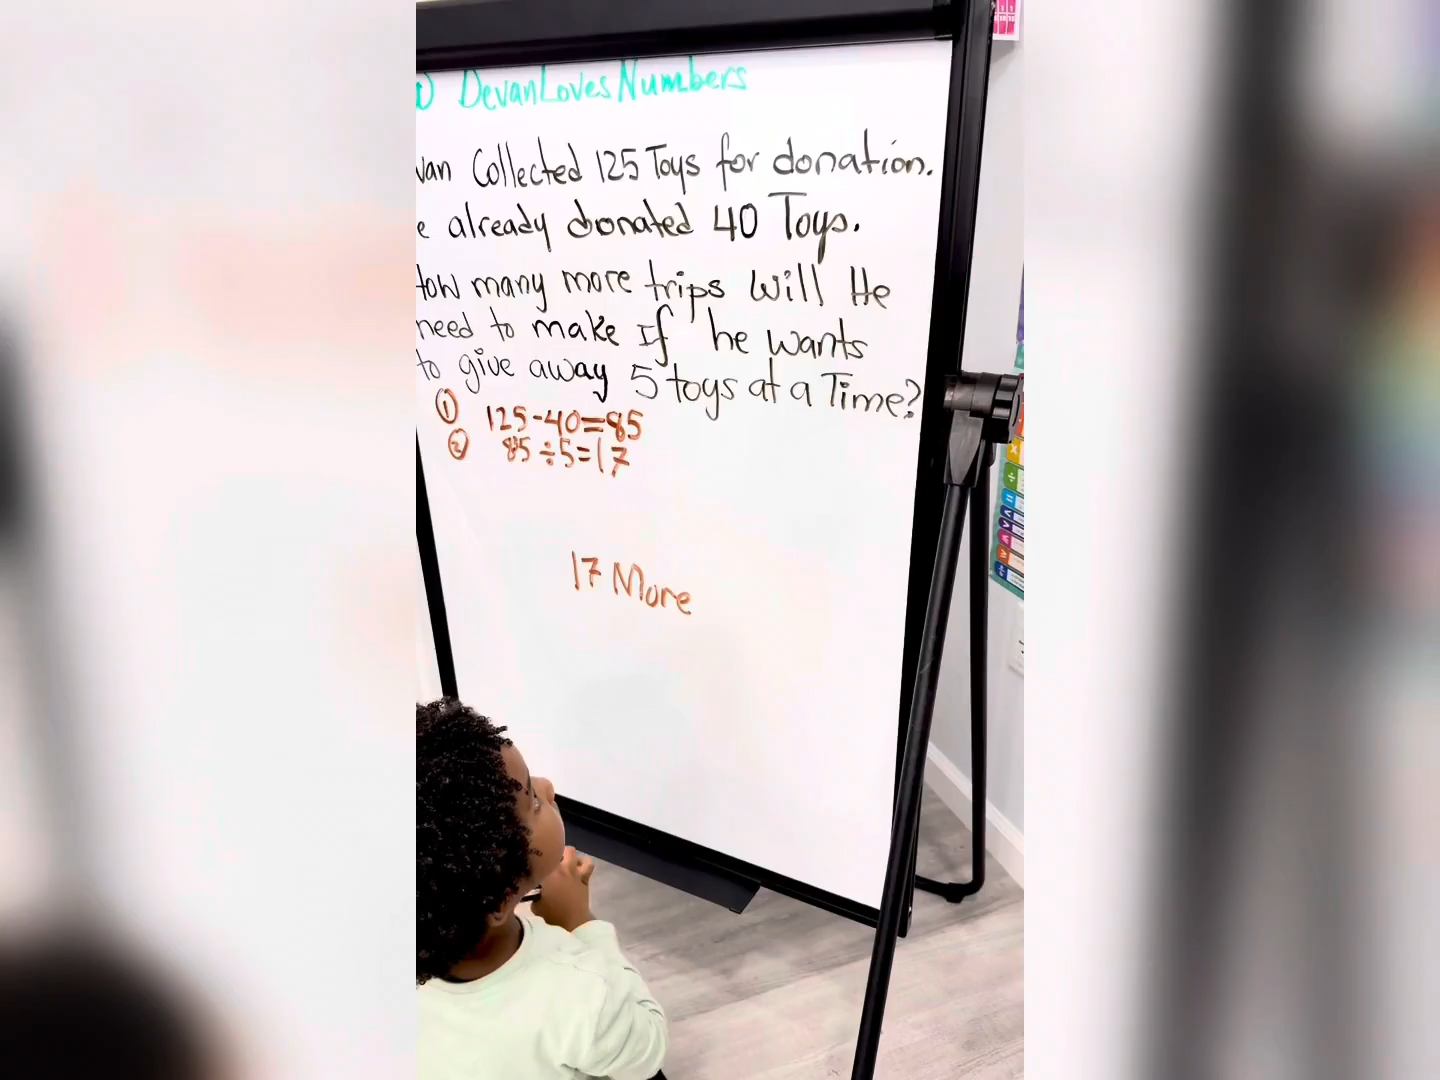 DevanLovesNumbers
van Collected 125 Toys for donation.
e already donated 40 Toys.
How many more trips will He
need to make If he wants
to give away 5 toys at a Time?
① 125-40=85
② 85÷5=17
17 More